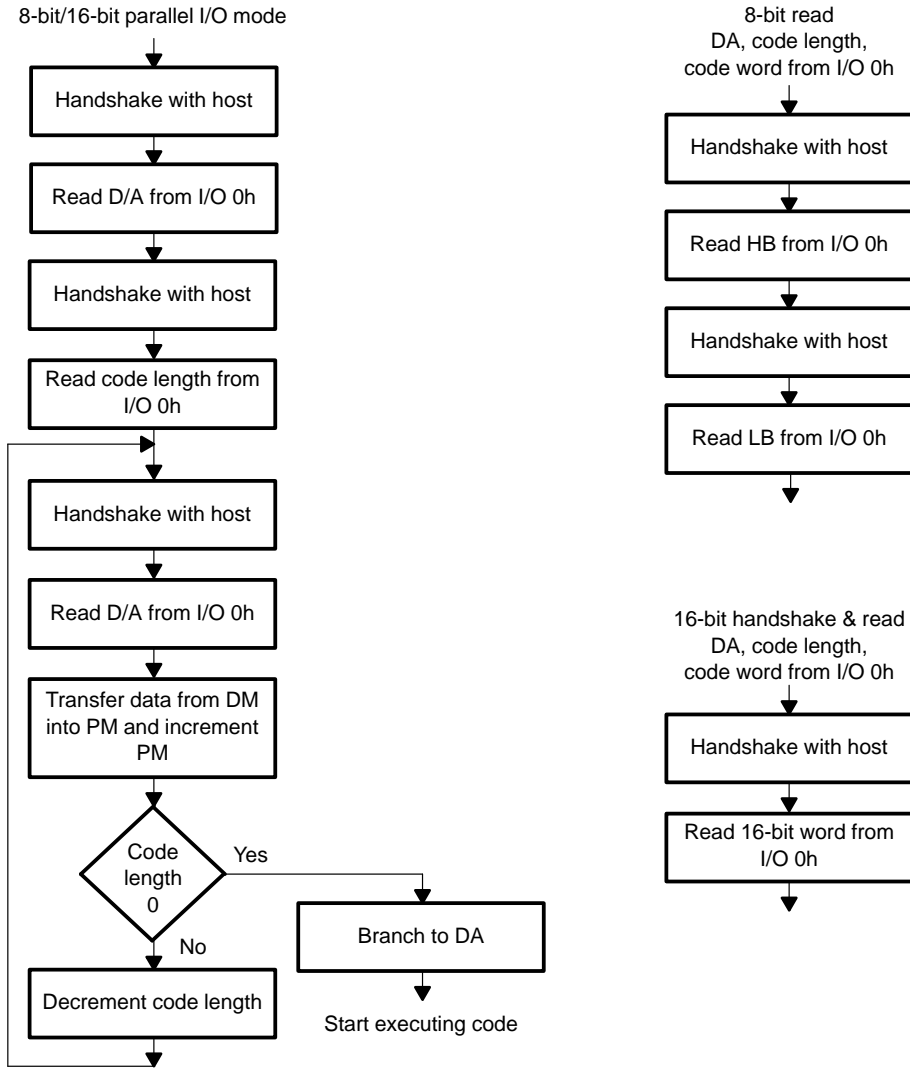 8-bit/16-bit parallel I/O mode
Handshake with host
Read D/A from I/O 0h
Handshake with host
Read code length from
I/O 0h
Handshake with host
Read D/A from I/O 0h
Transfer data from DM
into PM and increment
PM
Code
length
0
Yes
No
Decrement code length
Branch to DA
Start executing code
8-bit read
DA, code length,
code word from I/O 0h
Handshake with host
Read HB from I/O 0h
Handshake with host
Read LB from I/O 0h
16-bit handshake & read
DA, code length,
code word from I/O 0h
Handshake with host
Read 16-bit word from
I/O 0h